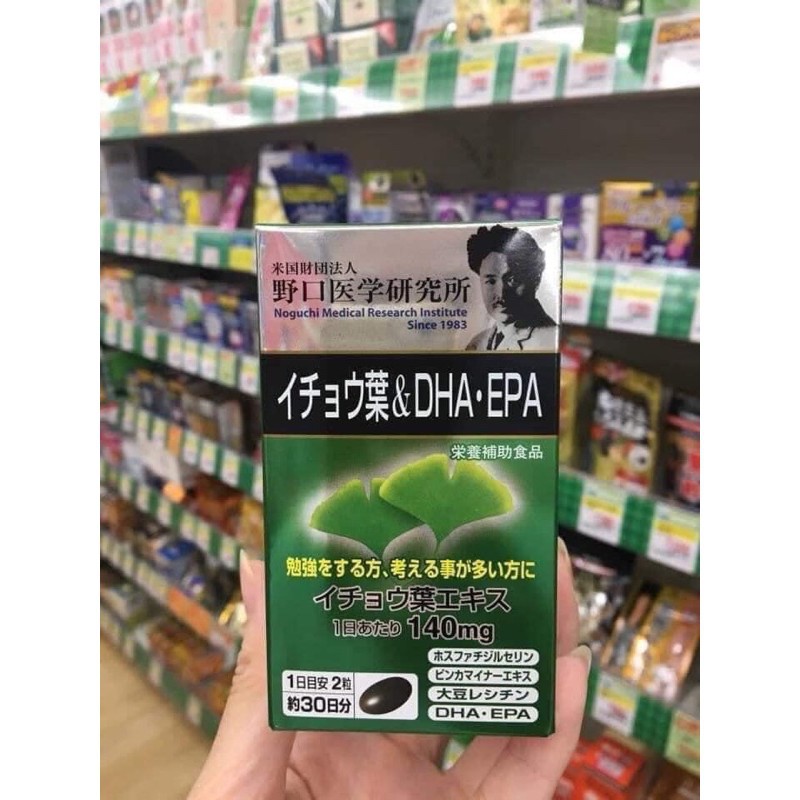 米国財団法人
野口医学研究所
Noguchi Medical Research Institute
Since 1983
イチョウ葉&DHA・EPA
栄養補助食品
勉強をする方、考える事が多い方に
イチョウ葉エキス
1日あたり 140mg
ホスファチジルセリン
ビンカマイナーエキス
大豆レシチン
DHA・EPA
1日目安 2粒
約30日分